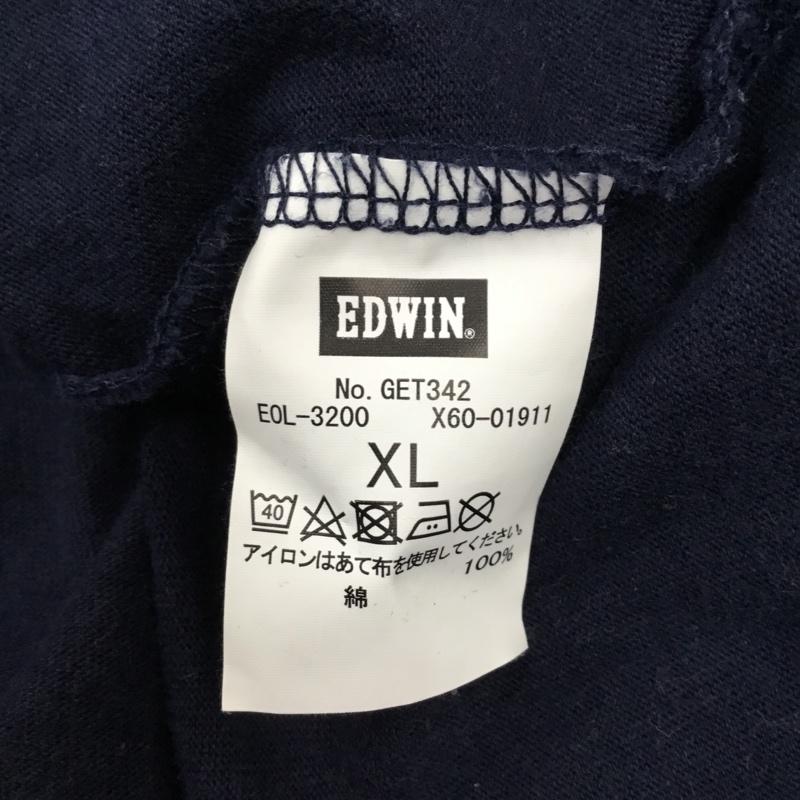 EDWIN®
No. GET342
EOL-3200 X60-01911
XL
40
アイロンはあて布を使用してください。
綿 100%